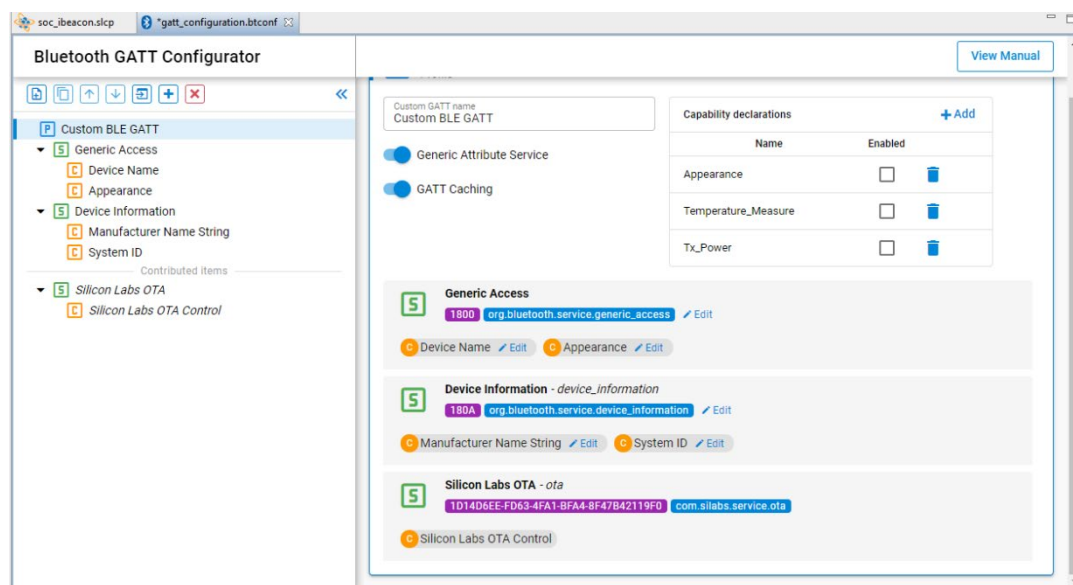 soc_ibeacon.slcp
*gatt_configuration.btconf
Bluetooth GATT Configurator
View Manual
P Custom BLE GATT
S Generic Access
C Device Name
C Appearance
S Device Information
C Manufacturer Name String
C System ID
Contributed items
S Silicon Labs OTA
C Silicon Labs OTA Control
Custom GATT name
Custom BLE GATT
Generic Attribute Service
GATT Caching
Capability declarations + Add
Name Enabled
Appearance
Temperature_Measure
Tx_Power
S Generic Access
1800 org.bluetooth.service.generic_access Edit
C Device Name Edit C Appearance Edit
S Device Information - device_information
180A org.bluetooth.service.device_information Edit
C Manufacturer Name String Edit C System ID Edit
S Silicon Labs OTA - ota
1D14D6EE-FD63-4FA1-BFA4-8F47B42119F0 com.silabs.service.ota
C Silicon Labs OTA Control